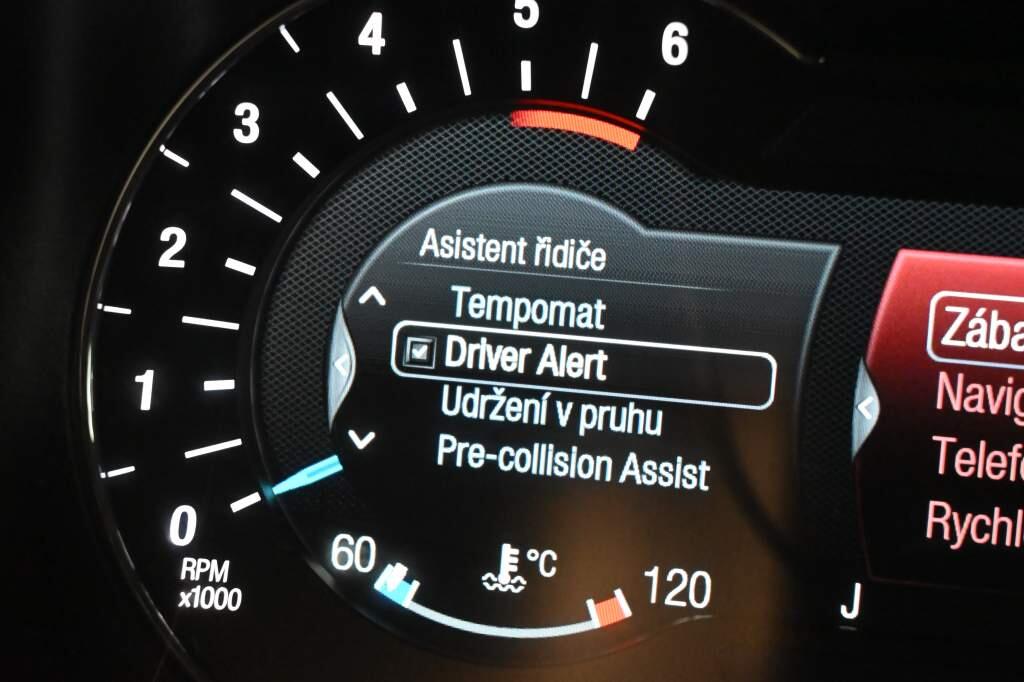 4
5
6
3
2
1
0
RPM
x1000
Asistent řidiče
Tempomat
Driver Alert
Udržení v pruhu
Pre-collision Assist
60
°C
120
J